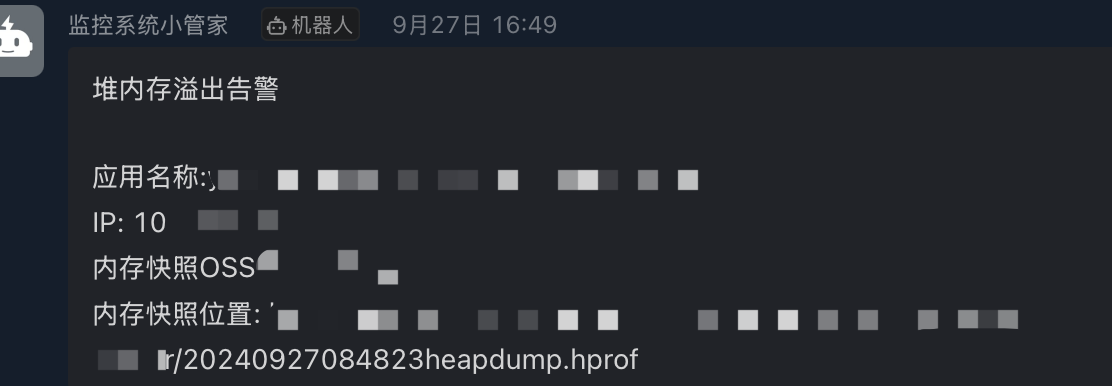 监控系统小管家 机器人 9月27日 16:49
堆内存溢出告警
应用名称:
IP: 10
内存快照OSS
内存快照位置:
r/20240927084823heapdump.hprof